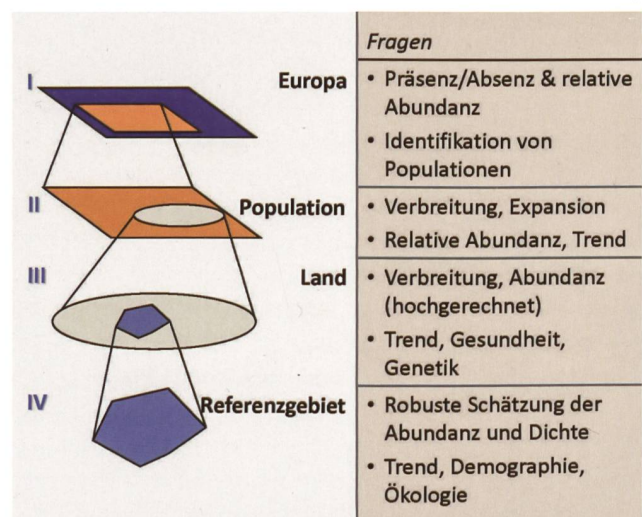 Fragen
I Europa
• Präsenz/Absenz & relative
Abundanz
• Identifikation von
Populationen
II Population
• Verbreitung, Expansion
• Relative Abundanz, Trend
III Land
• Verbreitung, Abundanz
(hochgerechnet)
• Trend, Gesundheit,
Genetik
IV Referenzgebiet
• Robuste Schätzung der
Abundanz und Dichte
• Trend, Demographie,
Ökologie